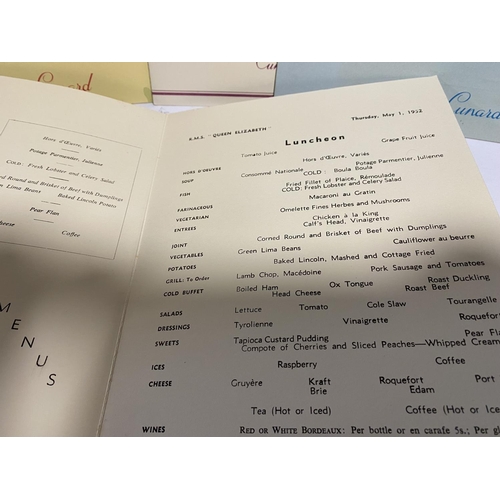 Cunard
Cun
Cunard
Hors d'Œuvre, Variés
Potage Parmentier, Julienne
COLD: Fresh Lobster and Celery Salad
Round and Brisket of Beef with Dumplings
Lima Beans Baked Lincoln Potato
Pear Flan
Cheese Coffee
M
E
N
U
S
R.M.S. "QUEEN ELIZABETH" Thursday, May 1, 1952
Luncheon
Tomato Juice Grape Fruit Juice
HORS D'OEUVRE Hors d'Œuvre, Variés
SOUP Consommé Nationale Potage Parmentier, Julienne
COLD: Boula Boula
FISH Fried Fillet of Plaice, Rémoulade
COLD: Fresh Lobster and Celery Salad
FARINACEOUS Macaroni au Gratin
VEGETARIAN Omelette Fines Herbes and Mushrooms
ENTREES Chicken à la King
Calf's Head, Vinaigrette
JOINT Corned Round and Brisket of Beef with Dumplings
VEGETABLES Green Lima Beans Cauliflower au beurre
POTATOES Baked Lincoln, Mashed and Cottage Fried
GRILL: To Order Lamb Chop, Macédoine Pork Sausage and Tomatoes
COLD BUFFET Boiled Ham Ox Tongue Roast Duckling
Head Cheese Roast Beef
SALADS Lettuce Tomato Cole Slaw Tourangelle
DRESSINGS Tyrolienne Vinaigrette Roquefort
SWEETS Tapioca Custard Pudding Pear Fla
Compote of Cherries and Sliced Peaches—Whipped Cream
ICES Raspberry Coffee
CHEESE Gruyère Kraft Roquefort Port
Brie Edam
Tea (Hot or Iced) Coffee (Hot or Ice
WINES RED OR WHITE BORDEAUX: Per bottle or en carafe 5s.; Per gl